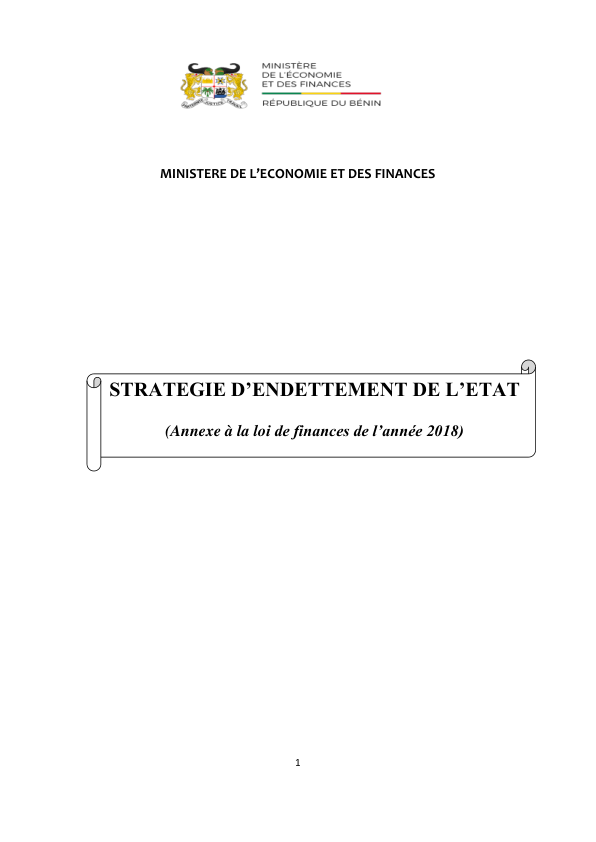 MINISTÈRE
DE L'ÉCONOMIE
ET DES FINANCES
RÉPUBLIQUE DU BÉNIN
MINISTERE DE L’ECONOMIE ET DES FINANCES
STRATEGIE D’ENDETTEMENT DE L’ETAT
(Annexe à la loi de finances de l’année 2018)
1